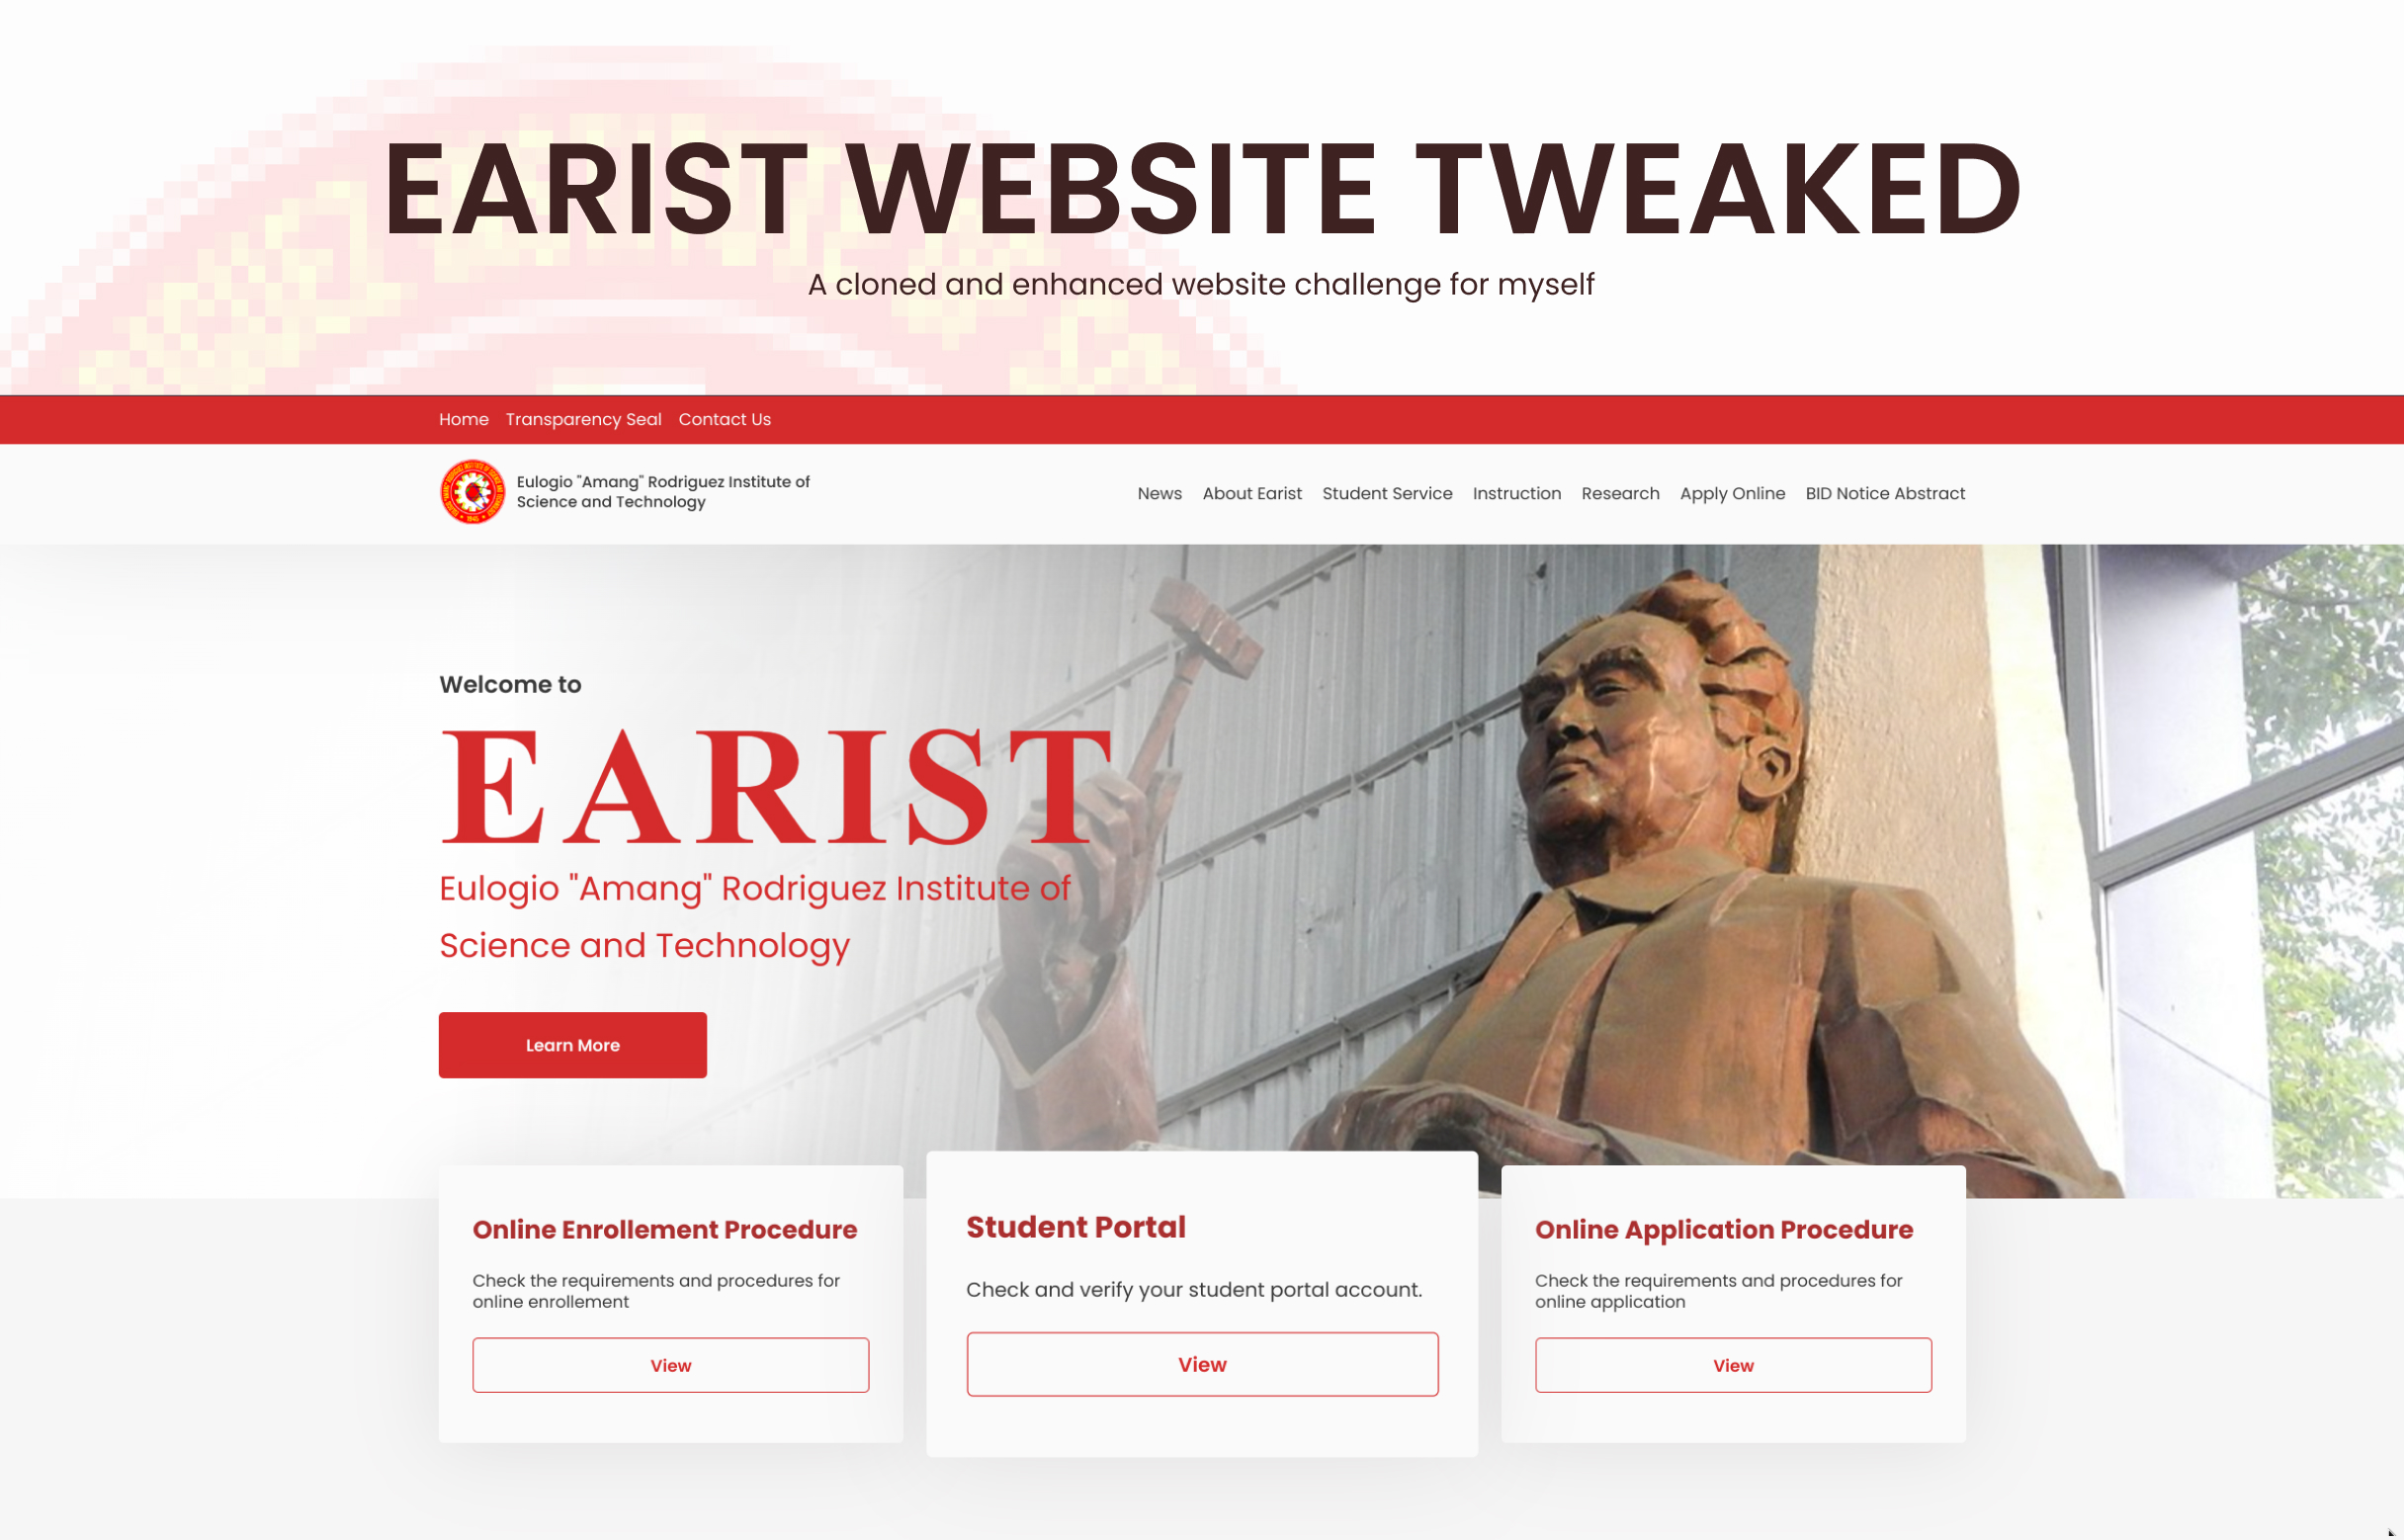 EARIST WEBSITE TWEAKED
A cloned and enhanced website challenge for myself
Home Transparency Seal Contact Us
Eulogio "Amang" Rodriguez Institute of
Science and Technology
News About Earist Student Service Instruction Research Apply Online BID Notice Abstract
Welcome to
EARIST
Eulogio "Amang" Rodriguez Institute of
Science and Technology
Learn More
Online Enrollement Procedure
Check the requirements and procedures for
online enrollement
View
Student Portal
Check and verify your student portal account.
View
Online Application Procedure
Check the requirements and procedures for
online application
View